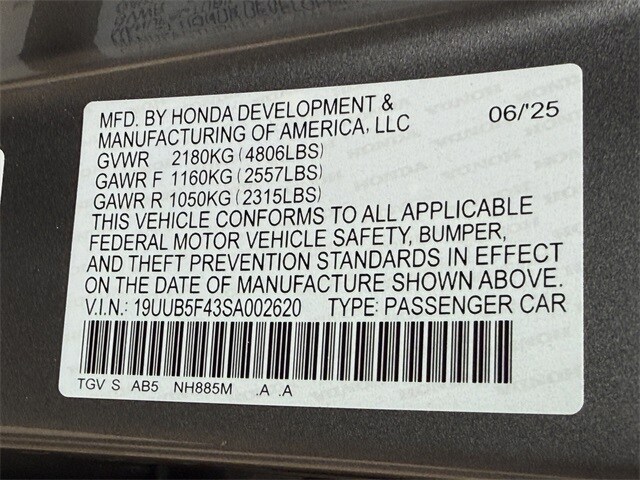 MFD. BY HONDA DEVELOPMENT &
MANUFACTURING OF AMERICA, LLC 06/'25
GVWR 2180KG (4806LBS)
GAWR F 1160KG (2557LBS)
GAWR R 1050KG (2315LBS)
THIS VEHICLE CONFORMS TO ALL APPLICABLE
FEDERAL MOTOR VEHICLE SAFETY, BUMPER,
AND THEFT PREVENTION STANDARDS IN EFFECT
ON THE DATE OF MANUFACTURE SHOWN ABOVE.
V.I.N.: 19UUB5F43SA002620 TYPE: PASSENGER CAR
TGV S AB5 NH885M .A .A